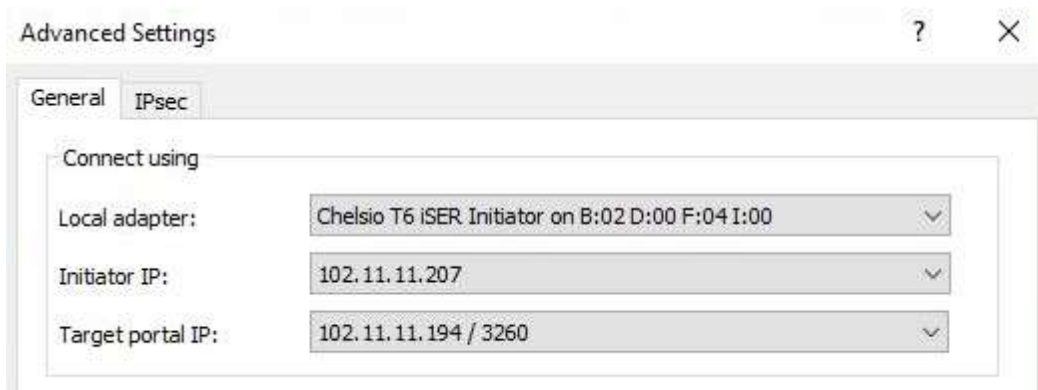 Advanced Settings ? ×
General IPsec
Connect using
Local adapter: Chelsio T6 iSER Initiator on B:02 D:00 F:04 I:00
Initiator IP: 102.11.11.207
Target portal IP: 102.11.11.194 / 3260